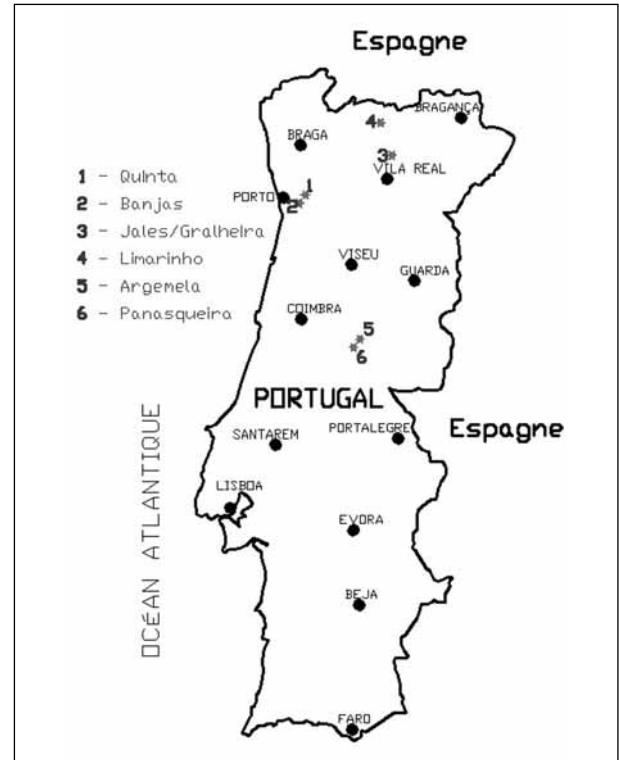 Espagne
BRAGANÇA
4
BRAGA
3
VILA REAL
1 - Quinta
2 - Banjas
3 - Jales/Gralheira
4 - Limarinho
5 - Argemela
6 - Panasqueira
PORTO
1
2
VISEU
GUARDA
COIMBRA
5
6
PORTUGAL
Espagne
SANTAREM
PORTALEGRE
LISBOA
EVORA
BEJA
FARO
OCÉAN ATLANTIQUE